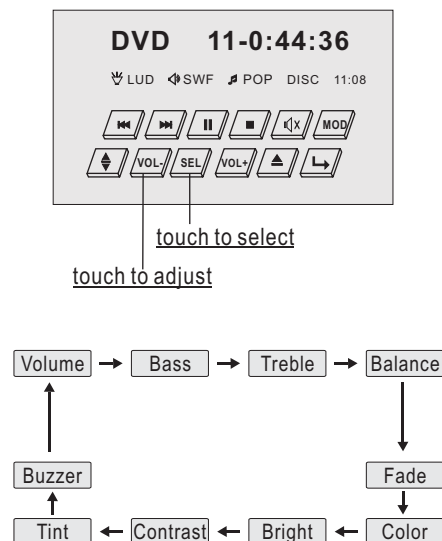 DVD 11-0:44:36
LUD SWF POP DISC 11:08
MOD
VOL- SEL VOL+
touch to select
touch to adjust
Volume Bass Treble Balance
Buzzer Fade
Tint Contrast Bright Color